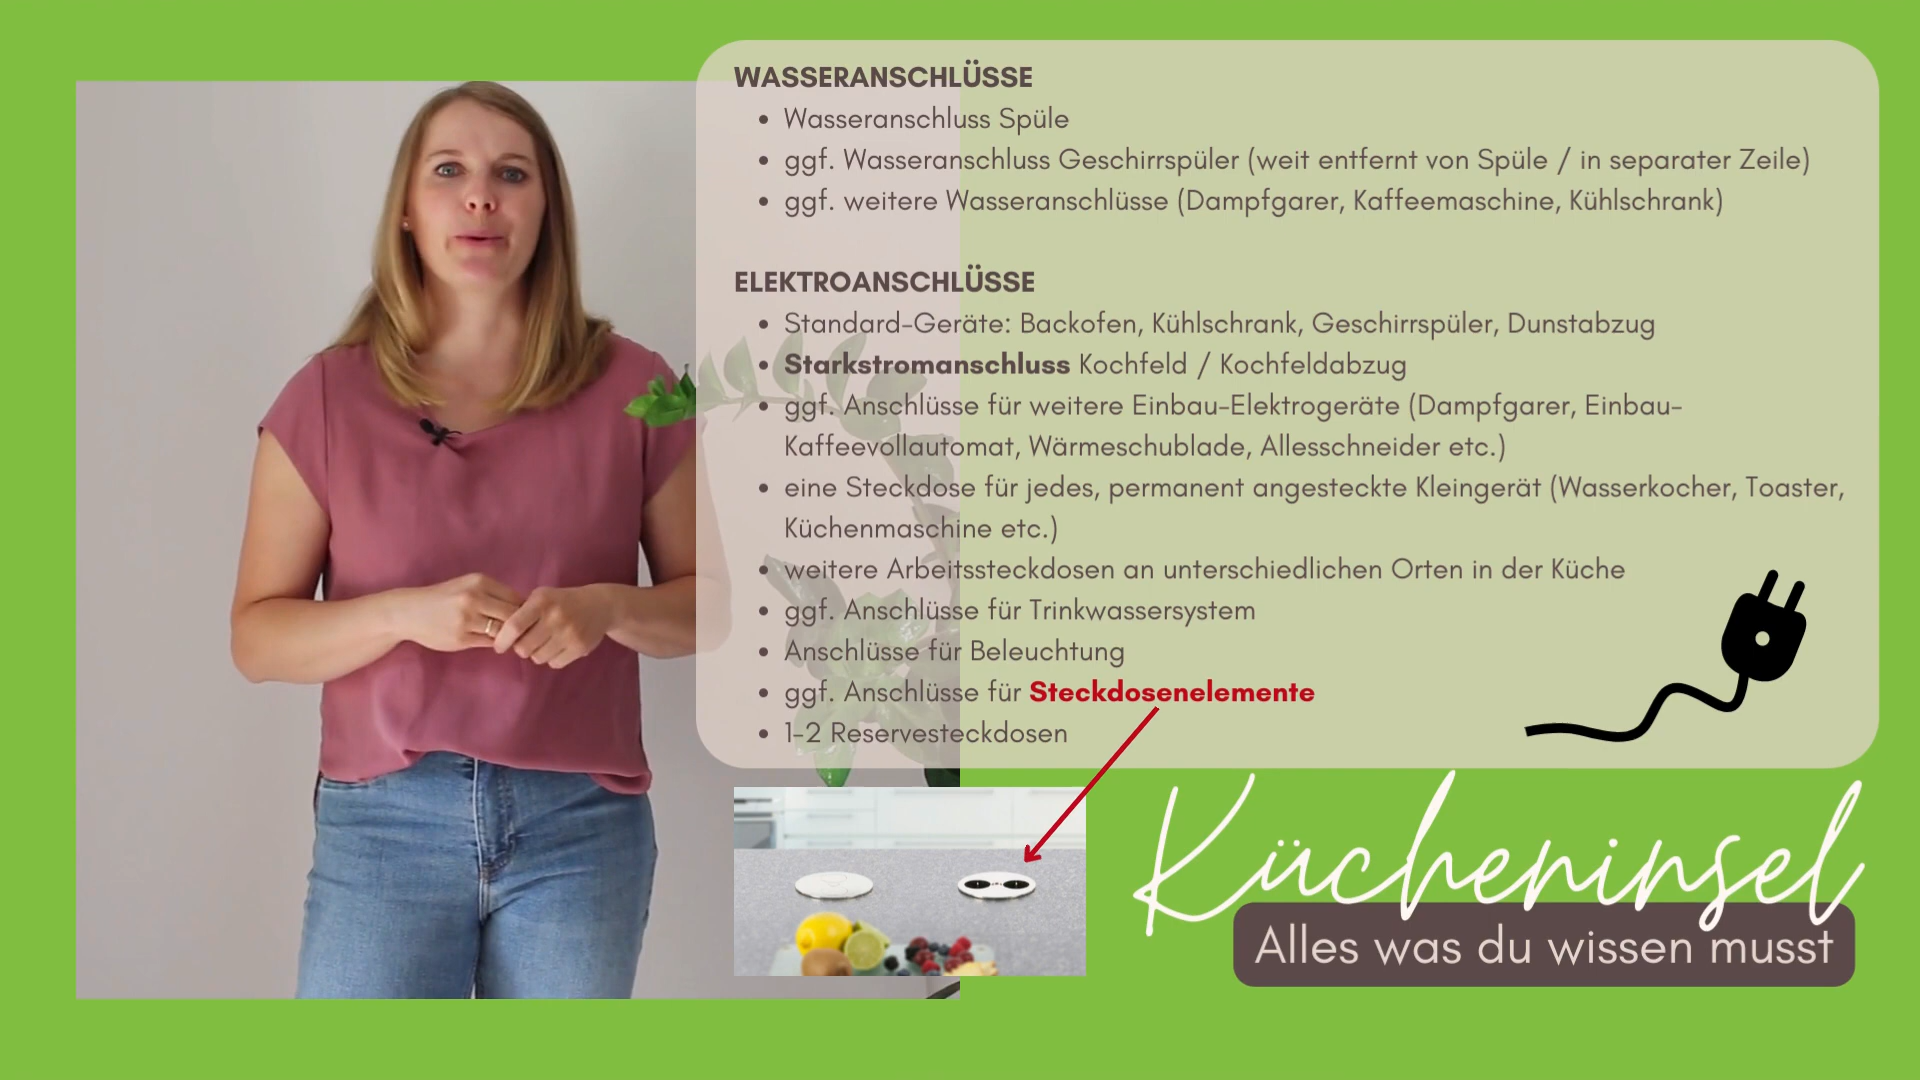 WASSERANSCHLÜSSE
• Wasseranschluss Spüle
• ggf. Wasseranschluss Geschirrspüler (weit entfernt von Spüle / in separater Zeile)
• ggf. weitere Wasseranschlüsse (Dampfgarer, Kaffeemaschine, Kühlschrank)
ELEKTROANSCHLÜSSE
• Standard-Geräte: Backofen, Kühlschrank, Geschirrspüler, Dunstabzug
• Starkstromanschluss Kochfeld / Kochfeldabzug
• ggf. Anschlüsse für weitere Einbau-Elektrogeräte (Dampfgarer, Einbau-
Kaffeevollautomat, Wärmeschublade, Allesschneider etc.)
• eine Steckdose für jedes, permanent angesteckte Kleingerät (Wasserkocher, Toaster,
Küchenmaschine etc.)
• weitere Arbeitssteckdosen an unterschiedlichen Orten in der Küche
• ggf. Anschlüsse für Trinkwassersystem
• Anschlüsse für Beleuchtung
• ggf. Anschlüsse für Steckdosenelemente
• 1-2 Reservesteckdosen
Kücheninsel
Alles was du wissen musst